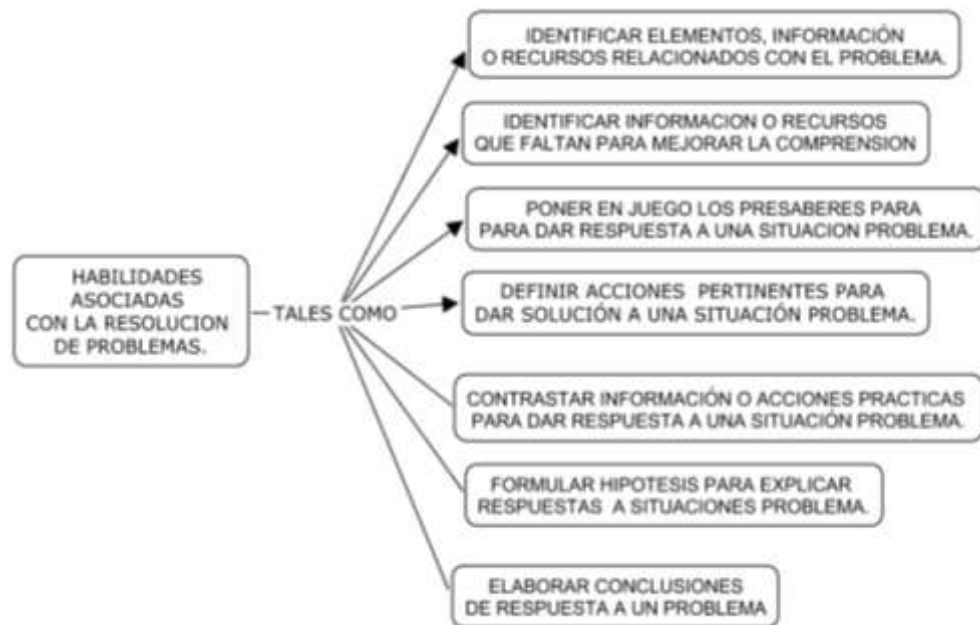 HABILIDADES
ASOCIADAS
CON LA RESOLUCION
DE PROBLEMAS.
TALES COMO
IDENTIFICAR ELEMENTOS, INFORMACIÓN
O RECURSOS RELACIONADOS CON EL PROBLEMA.
IDENTIFICAR INFORMACION O RECURSOS
QUE FALTAN PARA MEJORAR LA COMPRENSION
PONER EN JUEGO LOS PRESABERES PARA
PARA DAR RESPUESTA A UNA SITUACION PROBLEMA.
DEFINIR ACCIONES PERTINENTES PARA
DAR SOLUCIÓN A UNA SITUACIÓN PROBLEMA.
CONTRASTAR INFORMACIÓN O ACCIONES PRACTICAS
PARA DAR RESPUESTA A UNA SITUACIÓN PROBLEMA.
FORMULAR HIPOTESIS PARA EXPLICAR
RESPUESTAS A SITUACIONES PROBLEMA.
ELABORAR CONCLUSIONES
DE RESPUESTA A UN PROBLEMA